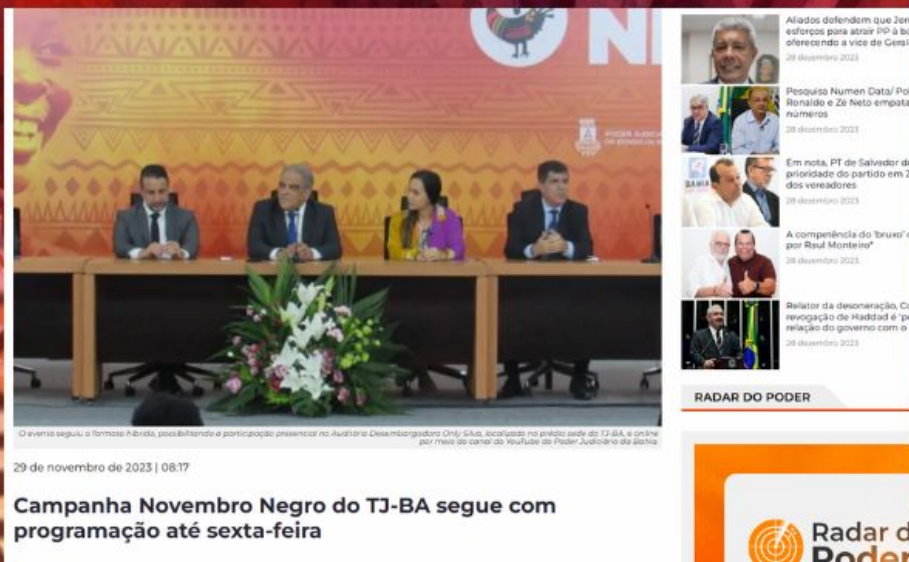 NE
PODER JUDICIÁRIO
Aliados defendem que Jer
esforços para atrair PP à ba
oferecendo a vice de Geral
28 dezembro 2023
Pesquisa Numen Data/ Pol
Ronaldo e Zé Neto empata
números
28 dezembro 2023
Em nota, PT de Salvador d
prioridade do partido em
dos vereadores
28 dezembro 2023
BAHIA
A competência do 'bruxo'
por Raul Monteiro*
28 dezembro 2023
Relator da desoneração, Co
revogação de Haddad é 'p
relação do governo com o
28 dezembro 2023
RADAR DO PODER
O evento seguiu o formato híbrido, possibilitando a participação presencial no Auditório Desembargadora Olny Silva, localizado no prédio sede do TJ-BA, e online
por meio do canal do YouTube do Poder Judiciário da Bahia.
29 de novembro de 2023 | 08:17
Campanha Novembro Negro do TJ-BA segue com
programação até sexta-feira
Radar d
Poder